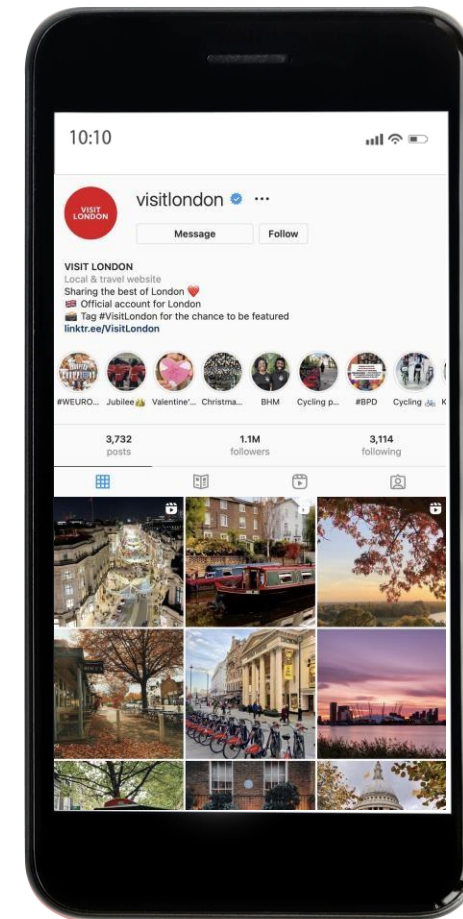 10:10
VISIT
LONDON
visitlondon
Message Follow
VISIT LONDON
Local & travel website
Sharing the best of London ❤️
🇬🇧 Official account for London
📸 Tag #VisitLondon for the chance to be featured
linktr.ee/VisitLondon
#WEURO... Jubilee🎉 Valentine'... Christma... BHM Cycling p... #BPD Cycling 🚲 K
3,732 1.1M 3,114
posts followers following